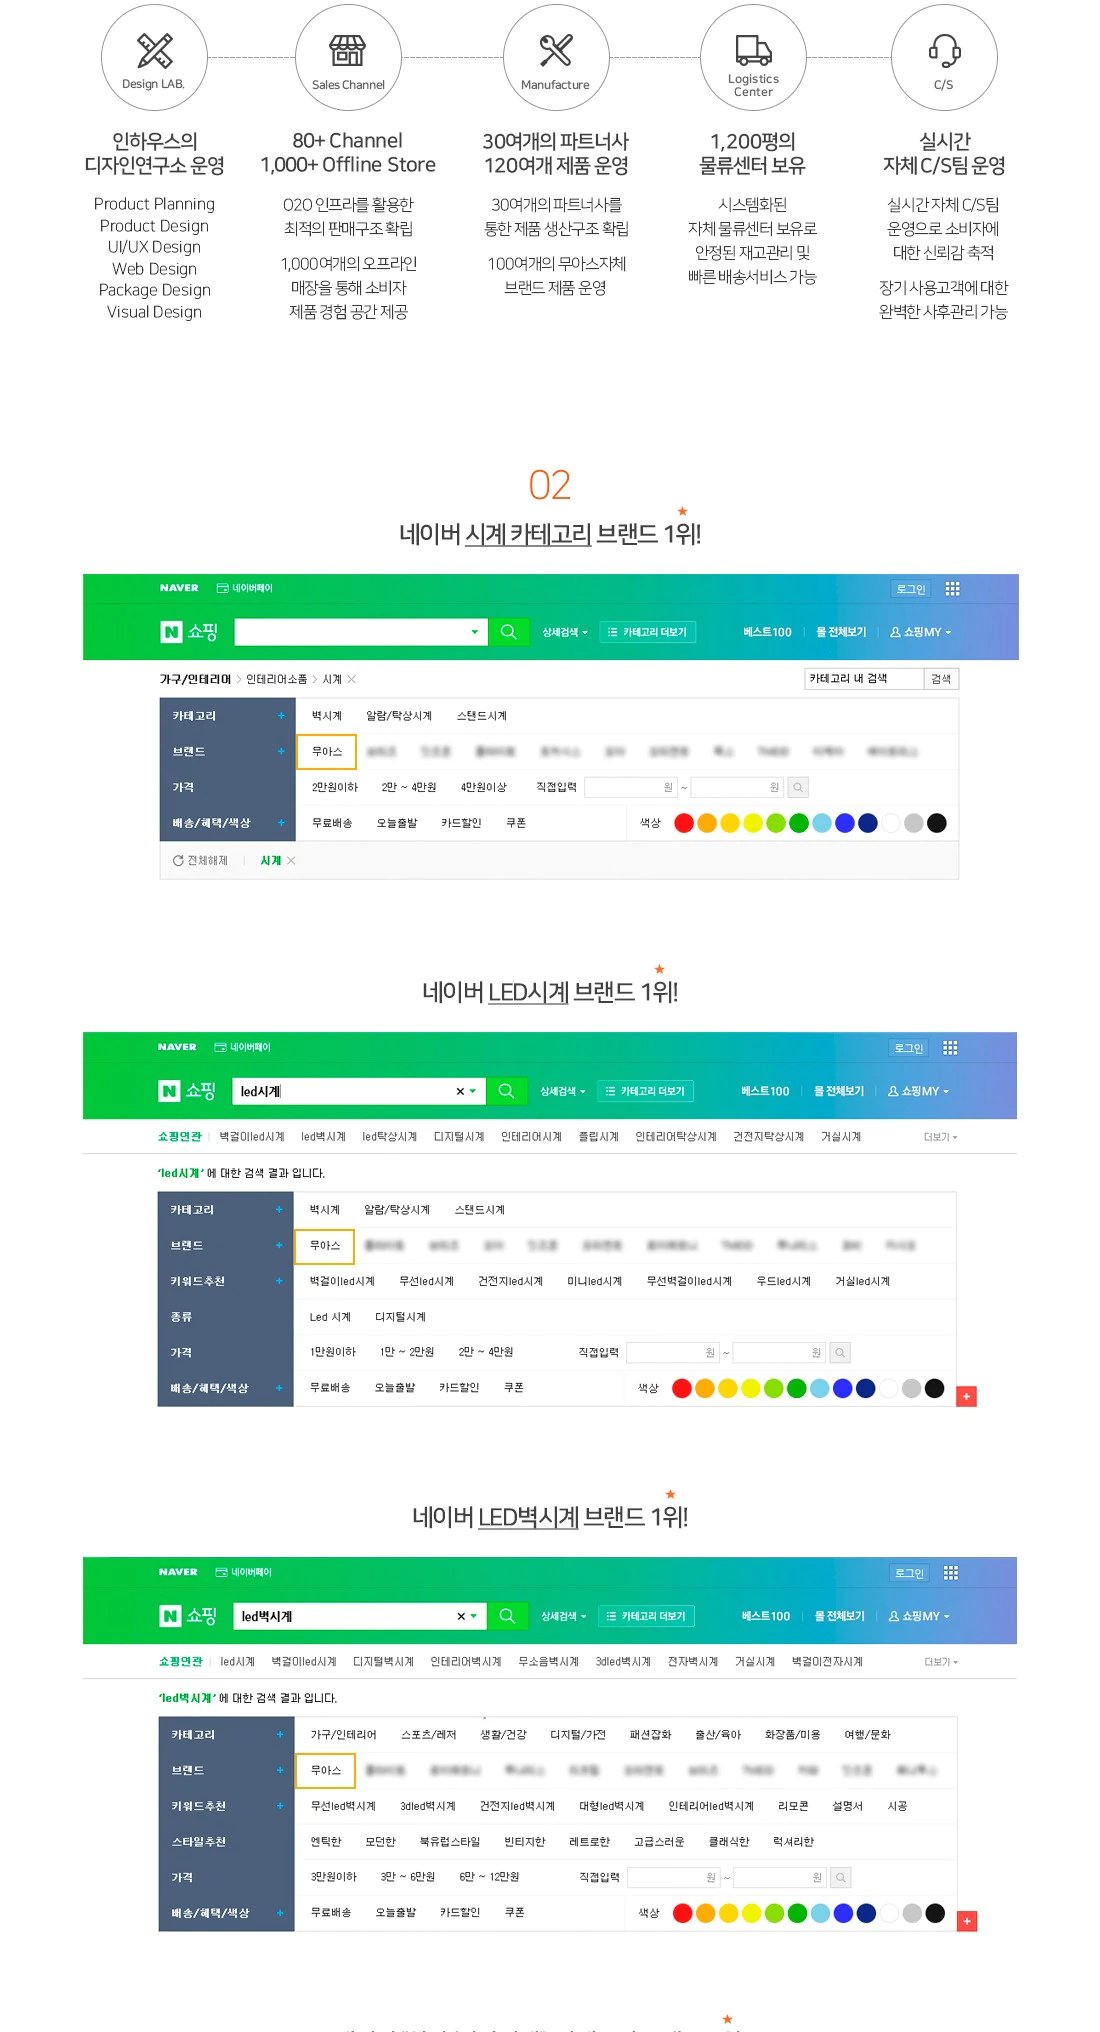 Design LAB.
Sales Channel
Manufacture
Logistics
Center
C/S
인하우스의
디자인연구소 운영
80+ Channel
1,000+ Offline Store
30여개의 파트너사
120여개 제품 운영
1,200평의
물류센터 보유
실시간
자체 C/S팀 운영
Product Planning
Product Design
UI/UX Design
Web Design
Package Design
Visual Design
O2O 인프라를 활용한
최적의 판매구조 확립
1,000여개의 오프라인
매장을 통해 소비자
제품 경험 공간 제공
30여개의 파트너사를
통한 제품 생산구조 확립
100여개의 무아스자체
브랜드 제품 운영
시스템화된
자체 물류센터 보유로
안정된 재고관리 및
빠른 배송서비스 가능
실시간 자체 C/S팀
운영으로 소비자에
대한 신뢰감 축적
장기 사용고객에 대한
완벽한 사후관리 가능
02
네이버 시계 카테고리 브랜드 1위!
NAVER 네이버페이 로그인
N 쇼핑 상세검색 카테고리 더보기 베스트100 몰 전체보기 쇼핑MY
가구/인테리어 > 인테리어소품 > 시계 × 카테고리 내 검색 검색
카테고리 + 벽시계 알람/탁상시계 스탠드시계
브랜드 + 무아스
가격 2만원이하 2만 ~ 4만원 4만원이상 직접입력 원 ~ 원
배송/혜택/색상 + 무료배송 오늘출발 카드할인 쿠폰 색상
전체해제 시계 ×
네이버 LED시계 브랜드 1위!
NAVER 네이버페이 로그인
N 쇼핑 led시계 × 상세검색 카테고리 더보기 베스트100 몰 전체보기 쇼핑MY
쇼핑연관 벽걸이led시계 led벽시계 led탁상시계 디지털시계 인테리어시계 플립시계 인테리어탁상시계 건전지탁상시계 거실시계 더보기
'led시계' 에 대한 검색 결과 입니다.
카테고리 + 벽시계 알람/탁상시계 스탠드시계
브랜드 + 무아스
키워드추천 + 벽걸이led시계 무선led시계 건전지led시계 미니led시계 무선벽걸이led시계 우드led시계 거실led시계
종류 Led 시계 디지털시계
가격 1만원이하 1만 ~ 2만원 2만 ~ 4만원 직접입력 원 ~ 원
배송/혜택/색상 + 무료배송 오늘출발 카드할인 쿠폰 색상 +
네이버 LED벽시계 브랜드 1위!
NAVER 네이버페이 로그인
N 쇼핑 led벽시계 × 상세검색 카테고리 더보기 베스트100 몰 전체보기 쇼핑MY
쇼핑연관 led시계 벽걸이led시계 디지털벽시계 인테리어벽시계 무소음벽시계 3dled벽시계 전자벽시계 거실시계 벽걸이전자시계 더보기
'led벽시계' 에 대한 검색 결과 입니다.
카테고리 + 가구/인테리어 스포츠/레저 생활/건강 디지털/가전 패션잡화 출산/육아 화장품/미용 여행/문화
브랜드 + 무아스
키워드추천 + 무선led벽시계 3dled벽시계 건전지led벽시계 대형led벽시계 인테리어led벽시계 리모콘 설명서 시공
스타일추천 엔틱한 모던한 북유럽스타일 빈티지한 레트로한 고급스러운 클래식한 럭셔리한
가격 3만원이하 3만 ~ 6만원 6만 ~ 12만원 직접입력 원 ~ 원
배송/혜택/색상 + 무료배송 오늘출발 카드할인 쿠폰 색상 +